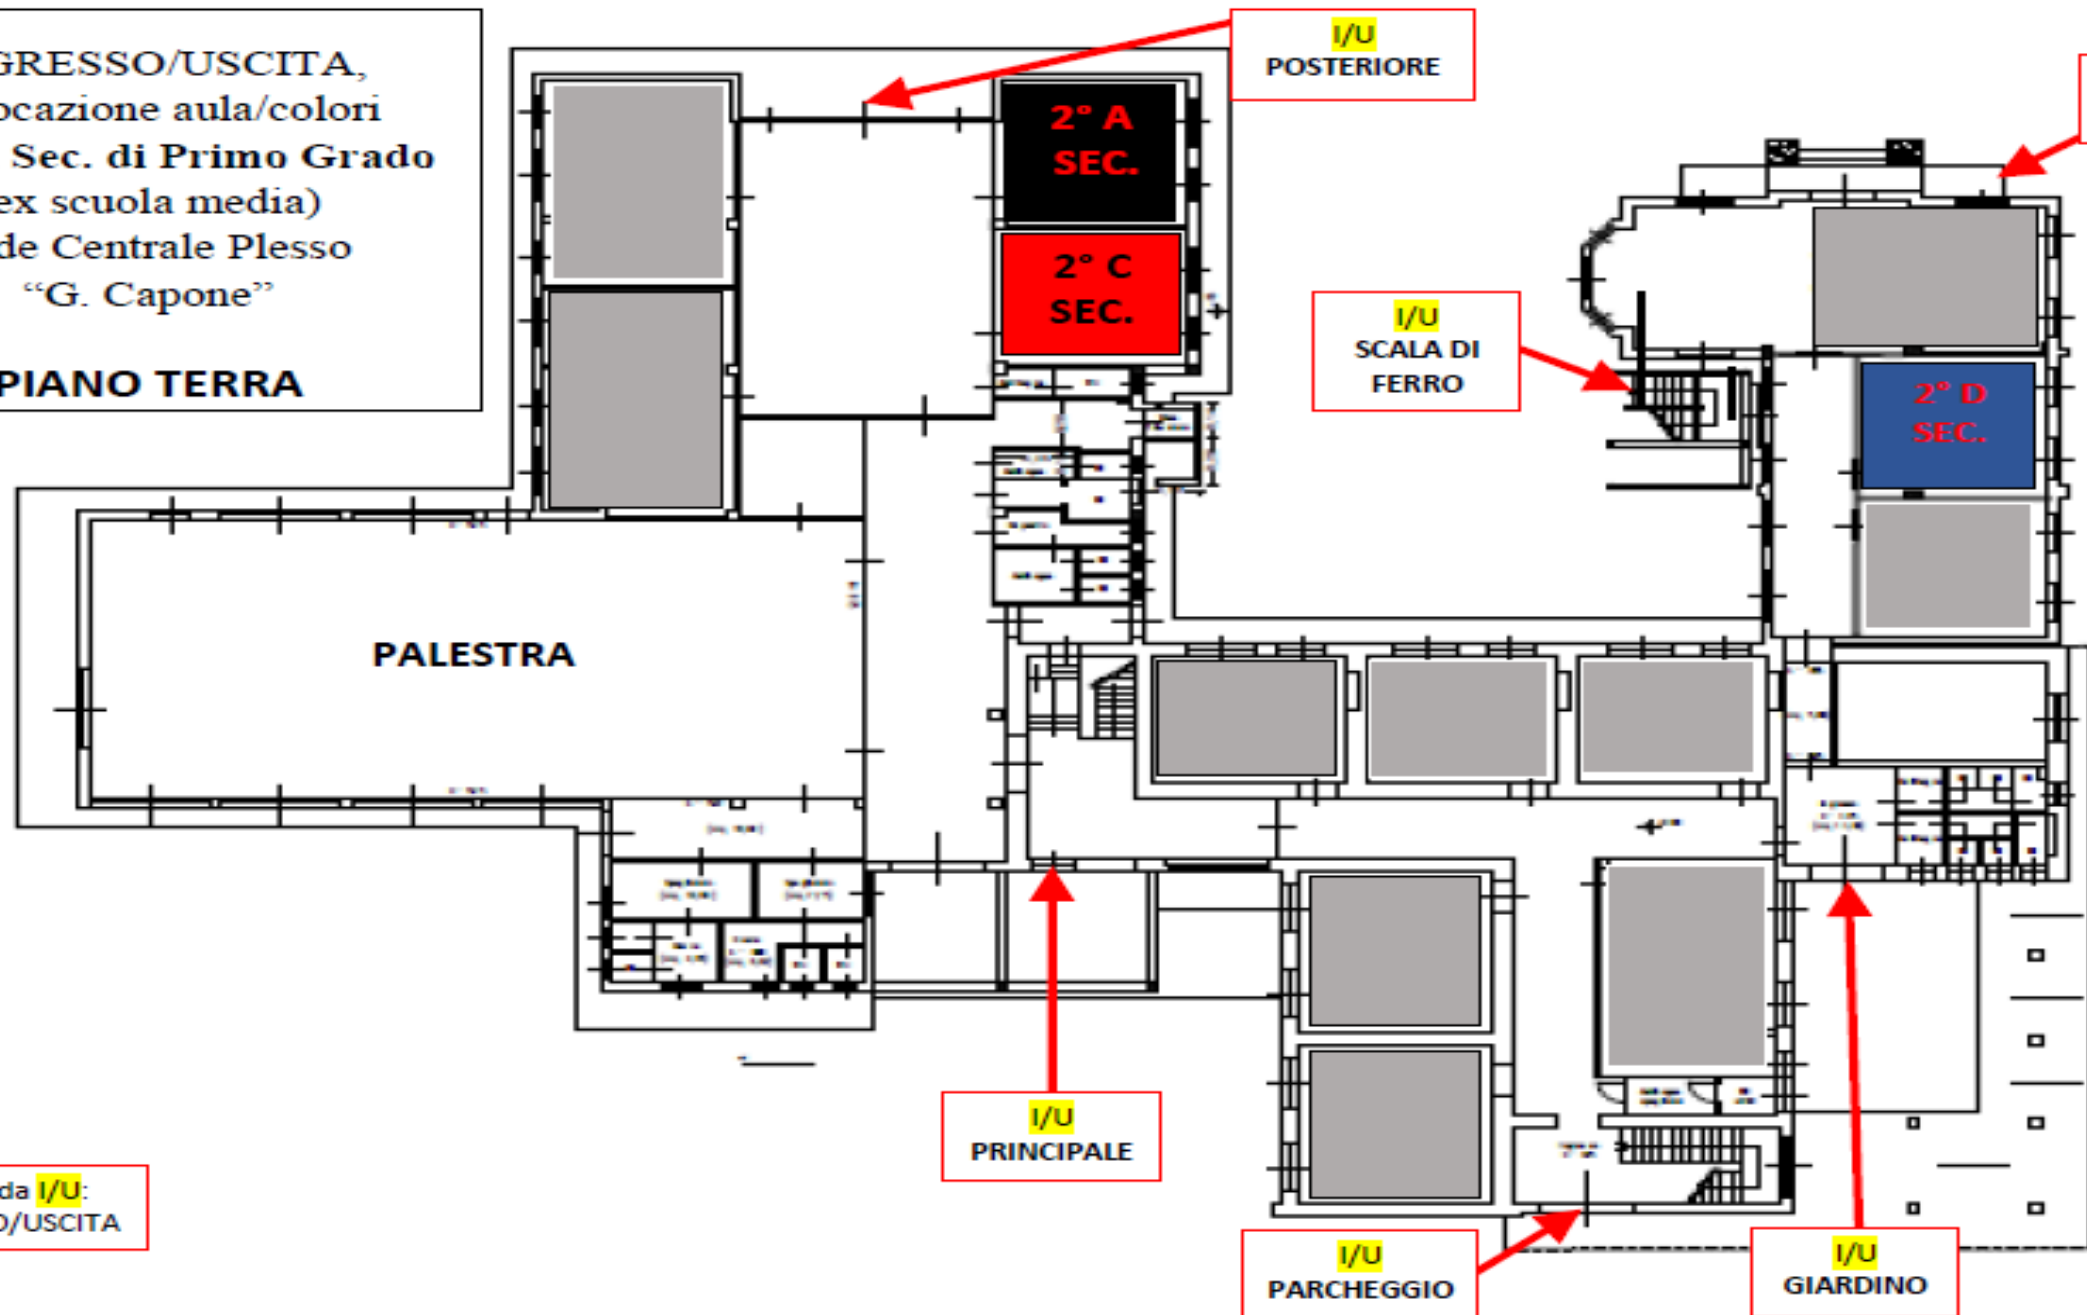 GRESSO/USCITA,
ocazione aula/colori
Sec. di Primo Grado
ex scuola media)
de Centrale Plesso
“G. Capone”
PIANO TERRA
I/U
POSTERIORE
2° A
SEC.
2° C
SEC.
I/U
SCALA DI
FERRO
2° D
SEC.
PALESTRA
I/U
PRINCIPALE
da I/U:
O/USCITA
I/U
PARCHEGGIO
I/U
GIARDINO